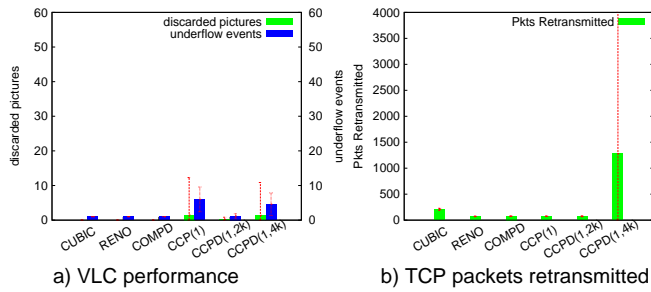 discarded pictures
underflow events
discarded pictures
underflow events
60
50
40
30
20
10
0
60
50
40
30
20
10
0
CUBIC
RENO
COMPD
CCP(1)
CCPD(1,2k)
CCPD(1,4k)
a) VLC performance
Pkts Retransmitted
Pkts Retransmitted
4000
3500
3000
2500
2000
1500
1000
500
0
CUBIC
RENO
COMPD
CCP(1)
CCPD(1,2k)
CCPD(1,4k)
b) TCP packets retransmitted